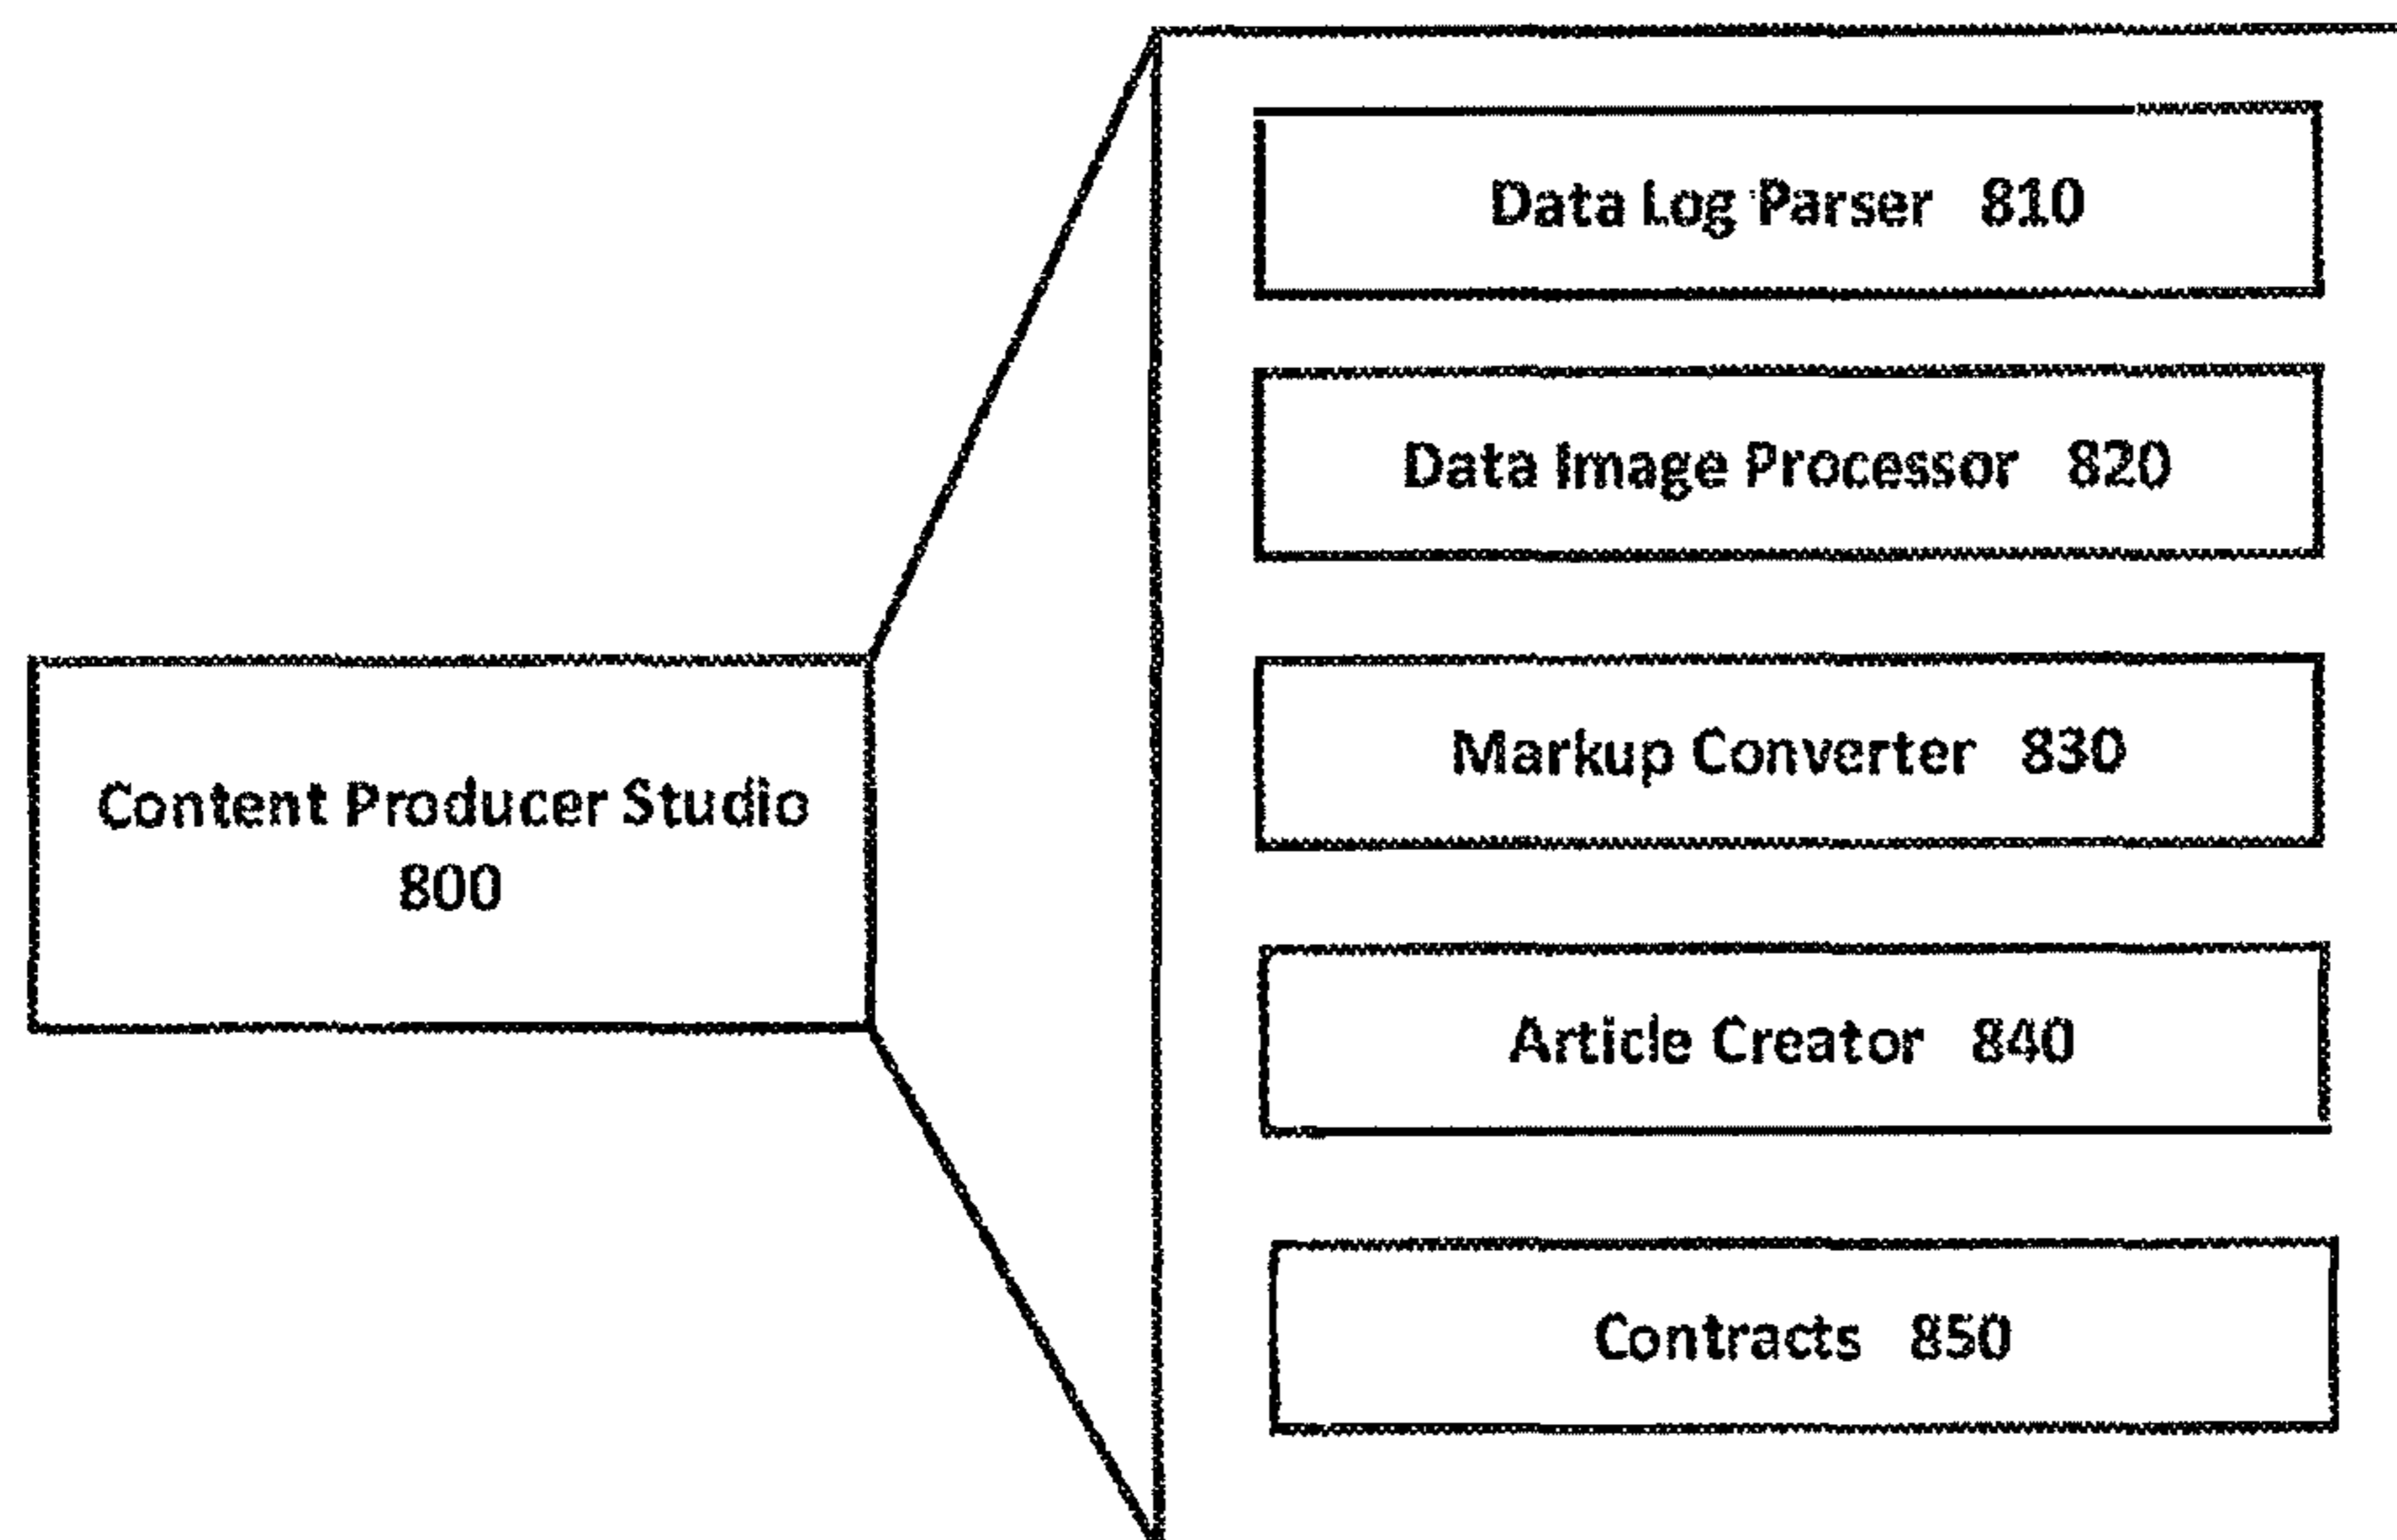 Data Log Parser 810
Data Image Processor 820
Markup Converter 830
Content Producer Studio
800
Article Creator 840
Contracts 850